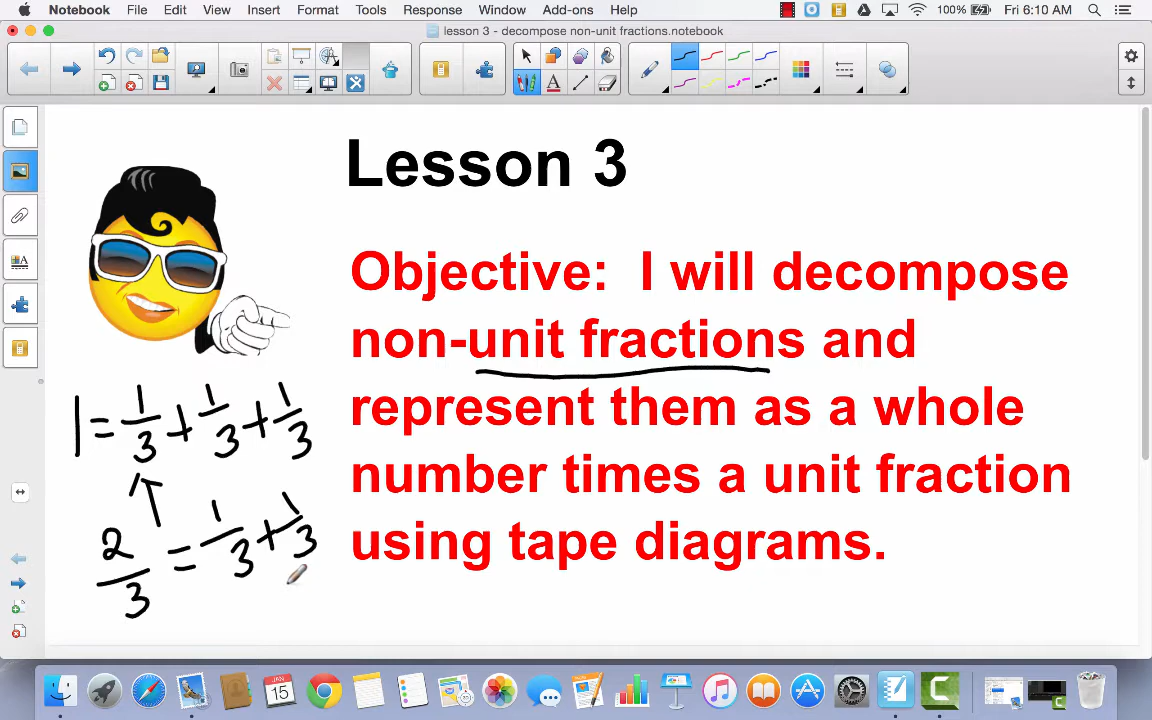 Notebook File Edit View Insert Format Tools Response Window Add-ons Help 100% Fri 6:10 AM
lesson 3 - decompose non-unit fractions.notebook
Lesson 3
Objective: I will decompose
non-unit fractions and
represent them as a whole
number times a unit fraction
using tape diagrams.
1 = 1/3 + 1/3 + 1/3
2/3 = 1/3 + 1/3
JAN
15